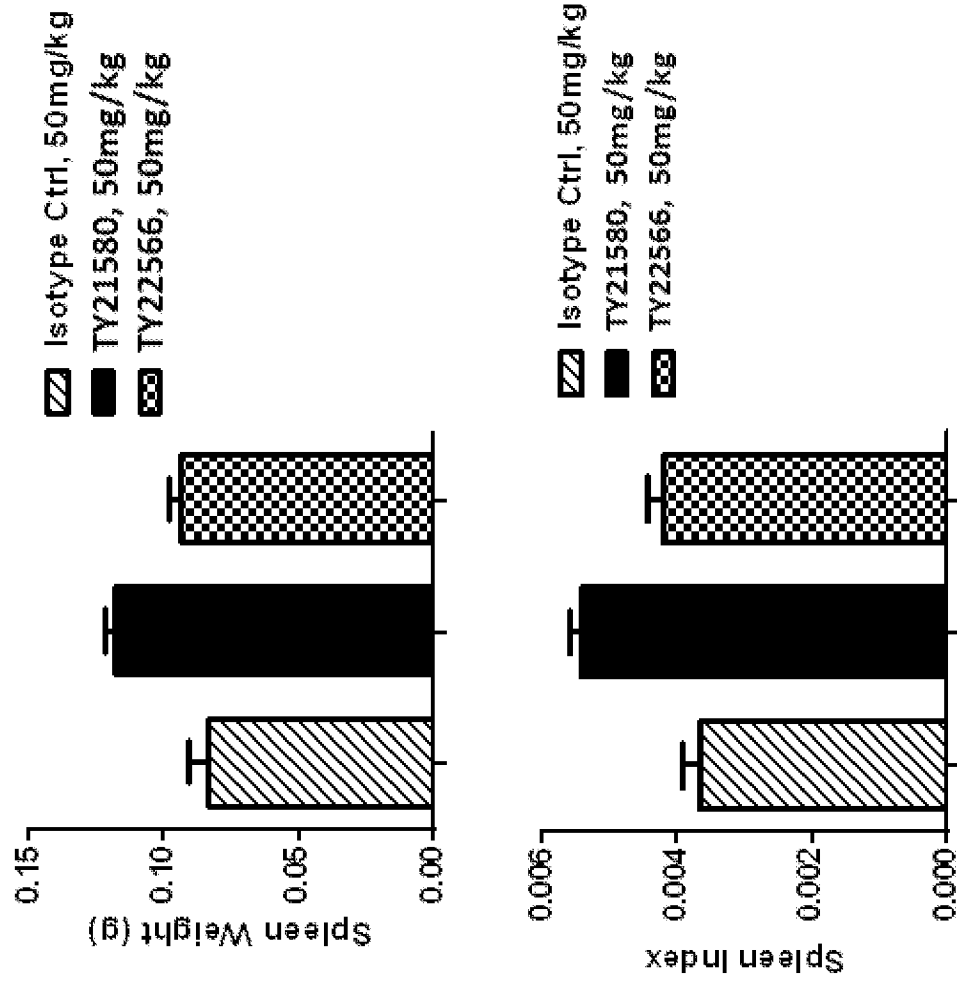 Isotype Ctrl, 50mg/kg
TY21580, 50mg/kg
TY22566, 50mg/kg
Spleen Weight (g)
0.15
0.10
0.05
0.00
Isotype Ctrl, 50mg/kg
TY21580, 50mg/kg
TY22566, 50mg/kg
Spleen Index
0.006
0.004
0.002
0.000